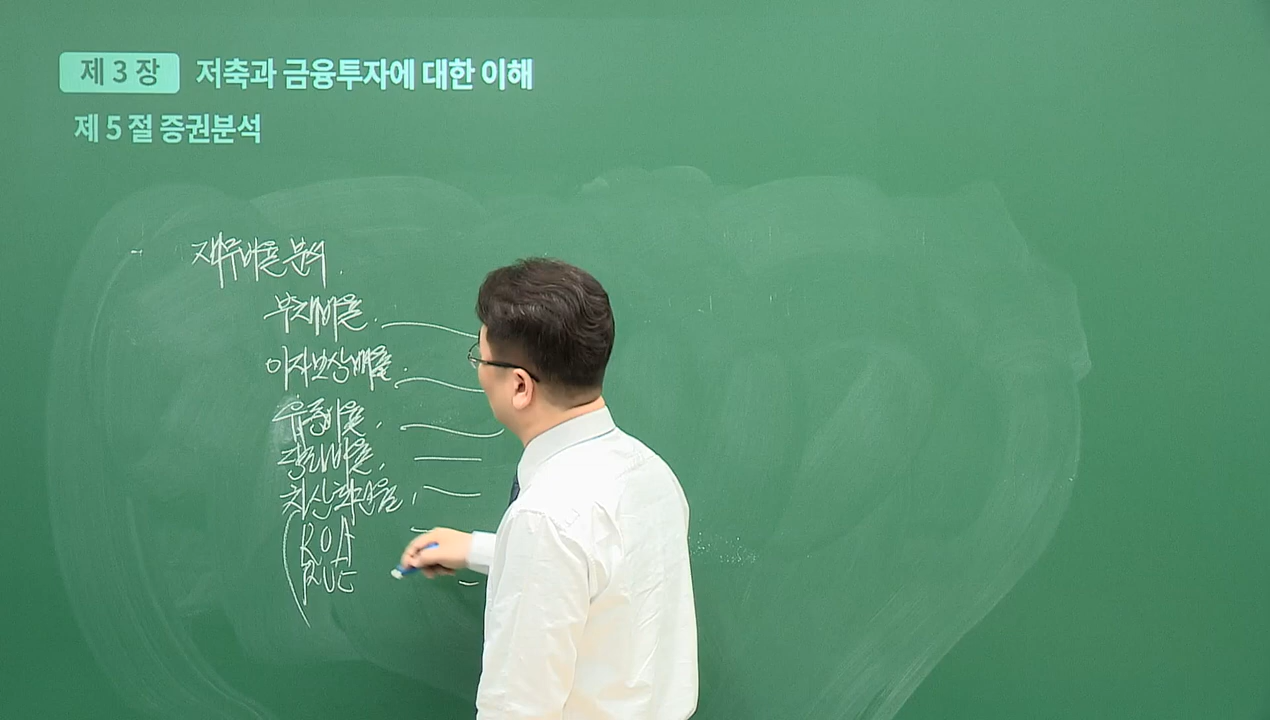 제 3 장 저축과 금융투자에 대한 이해
제 5 절 증권분석
- 재무비율 분석.
부채비율.
이자보상배율.
유동비율.
당좌비율.
자산회전율.
ROA
ROE